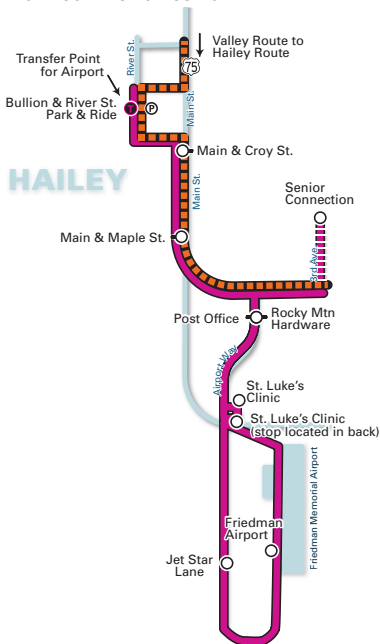 River St.
Valley Route to
Hailey Route
Transfer Point
for Airport
75
Main St.
Bullion & River St.
Park & Ride
T
P
Main & Croy St.
HAILEY
Main St.
Senior
Connection
Main & Maple St.
3rd Ave.
Post Office
Rocky Mtn
Hardware
Airport Way
St. Luke's
Clinic
St. Luke's Clinic
(stop located in back)
Friedman Memorial Airport
Friedman
Airport
Jet Star
Lane